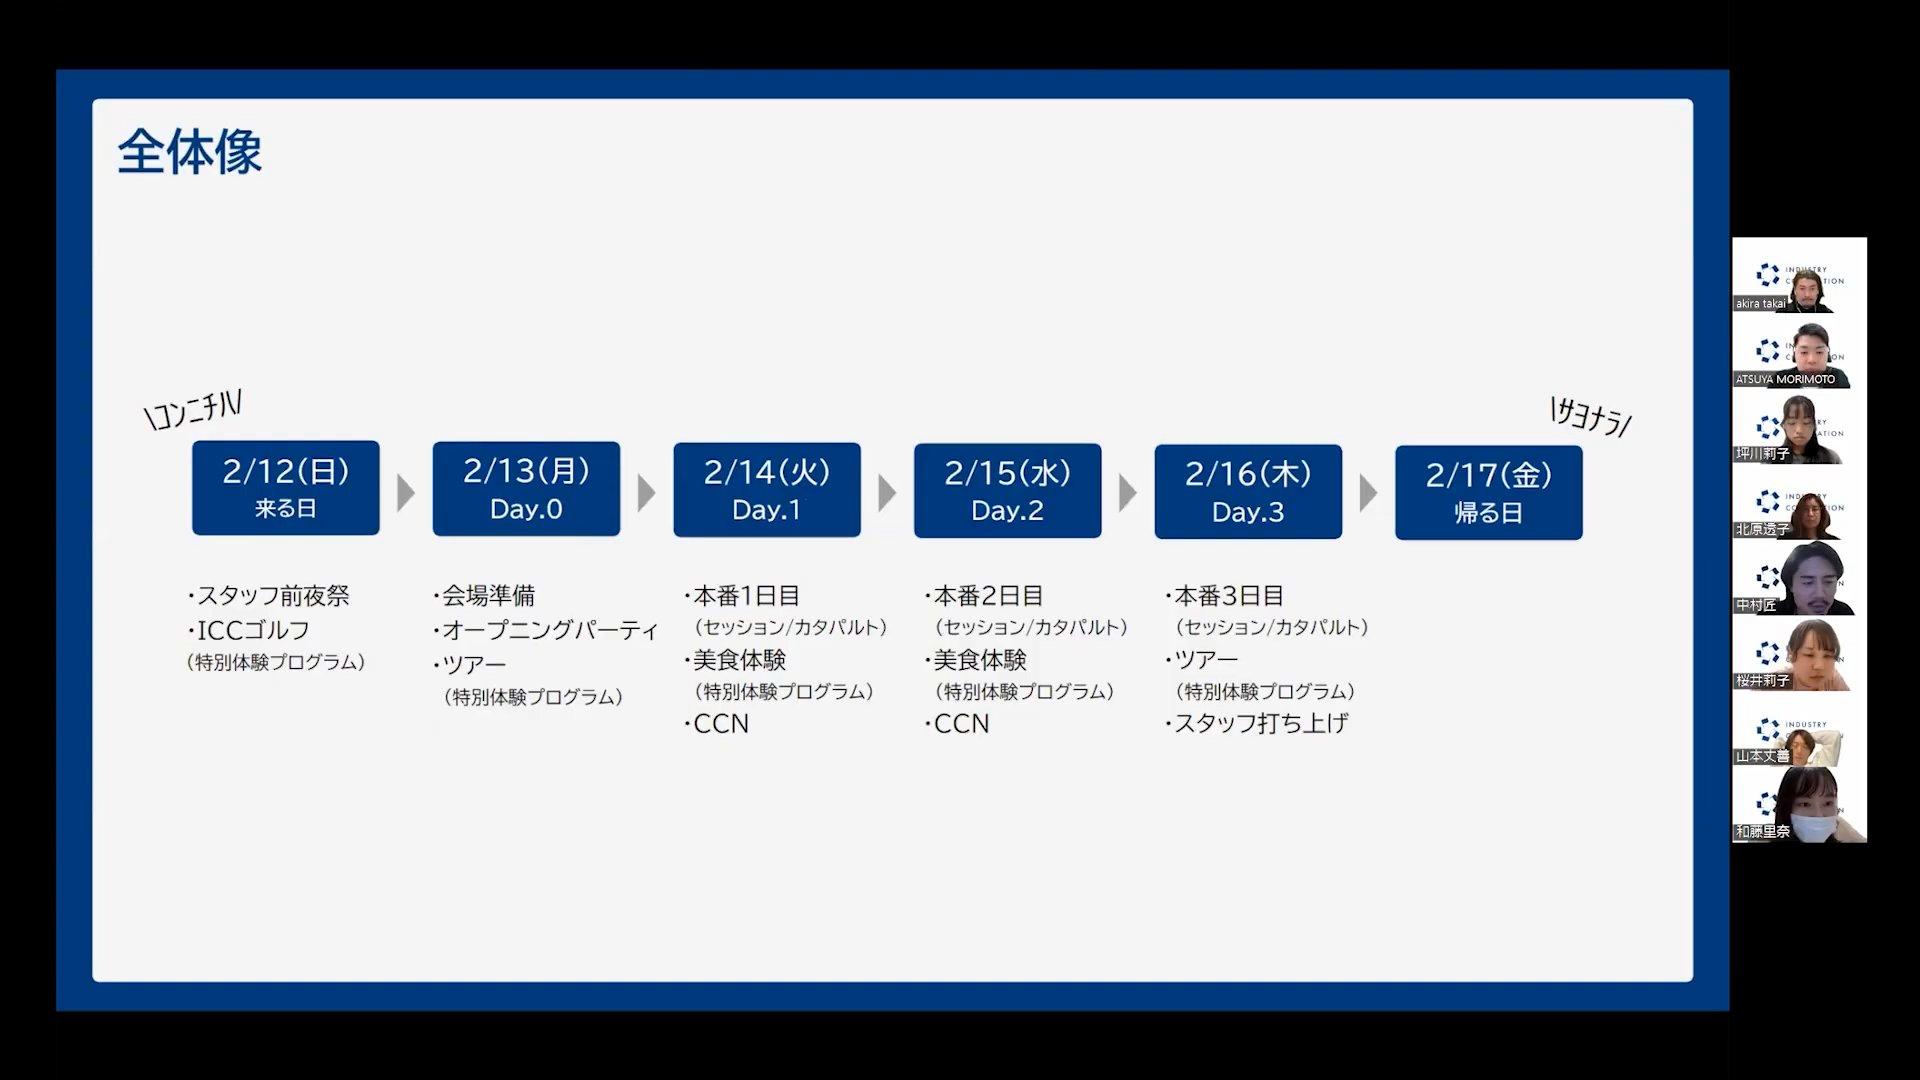 全体像
\コンニチハ/
\サヨナラ/
2/12(日)
来る日
2/13(月)
Day.0
2/14(火)
Day.1
2/15(水)
Day.2
2/16(木)
Day.3
2/17(金)
帰る日
・スタッフ前夜祭
・ICCゴルフ
（特別体験プログラム）
・会場準備
・オープニングパーティ
・ツアー
（特別体験プログラム）
・本番1日目
（セッション/カタパルト）
・美食体験
（特別体験プログラム）
・CCN
・本番2日目
（セッション/カタパルト）
・美食体験
（特別体験プログラム）
・CCN
・本番3日目
（セッション/カタパルト）
・ツアー
（特別体験プログラム）
・スタッフ打ち上げ
akira takai
ATSUYA MORIMOTO
坪川莉子
北原透子
中村匠
桜井莉子
INDUSTRY
山本丈善
和藤里奈